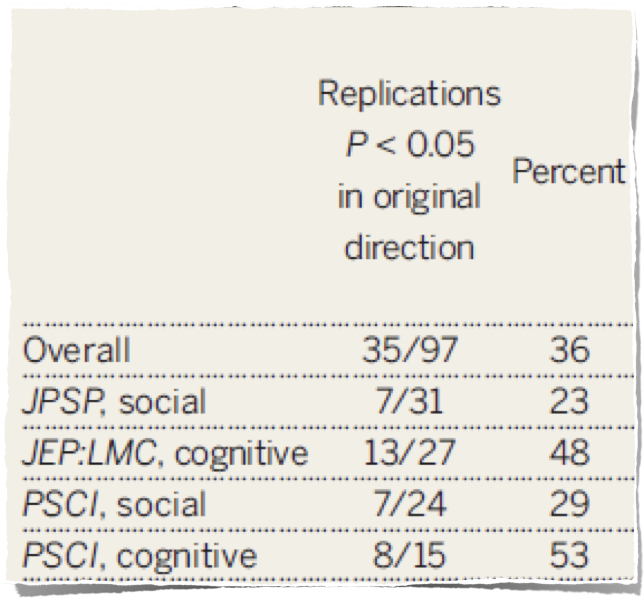 Replications
P < 0.05
in original
direction
Percent
Overall 35/97 36
JPSP, social 7/31 23
JEP:LMC, cognitive 13/27 48
PSCI, social 7/24 29
PSCI, cognitive 8/15 53